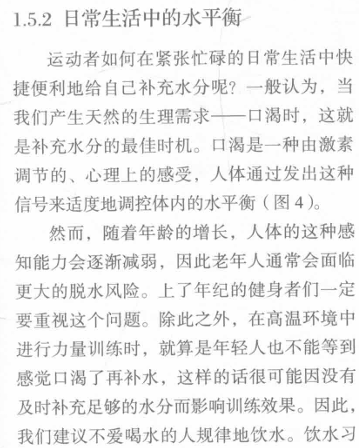 1.5.2 日常生活中的水平衡
运动者如何在紧张忙碌的日常生活中快
捷便利地给自己补充水分呢？一般认为，当
我们产生天然的生理需求——口渴时，这就
是补充水分的最佳时机。口渴是一种由激素
调节的、心理上的感受，人体通过发出这种
信号来适度地调控体内的水平衡（图 4）。
然而，随着年龄的增长，人体的这种感
知能力会逐渐减弱，因此老年人通常会面临
更大的脱水风险。上了年纪的健身者们一定
要重视这个问题。除此之外，在高温环境中
进行力量训练时，就算是年轻人也不能等到
感觉口渴了再补水，这样的话很可能因没有
及时补充足够的水分而影响训练效果。因此，
我们建议不爱喝水的人规律地饮水。饮水习